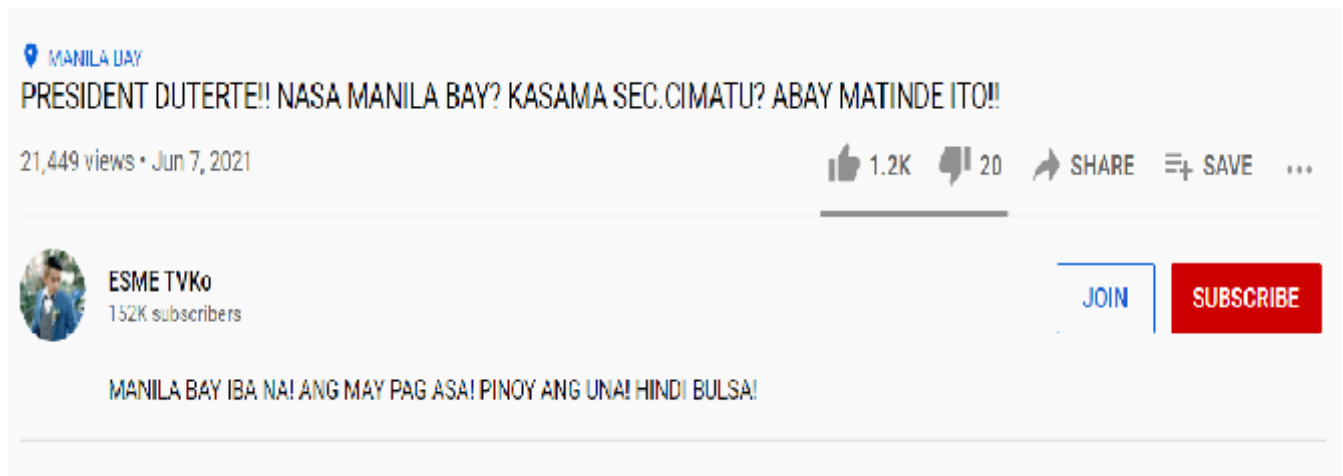 MANILA BAY
PRESIDENT DUTERTE!! NASA MANILA BAY? KASAMA SEC.CIMATU? ABAY MATINDE ITO!!
21,449 views • Jun 7, 2021 1.2K 20 SHARE SAVE ...
ESME TVKo
152K subscribers
JOIN SUBSCRIBE
MANILA BAY IBA NA! ANG MAY PAG ASA! PINOY ANG UNA! HINDI BULSA!